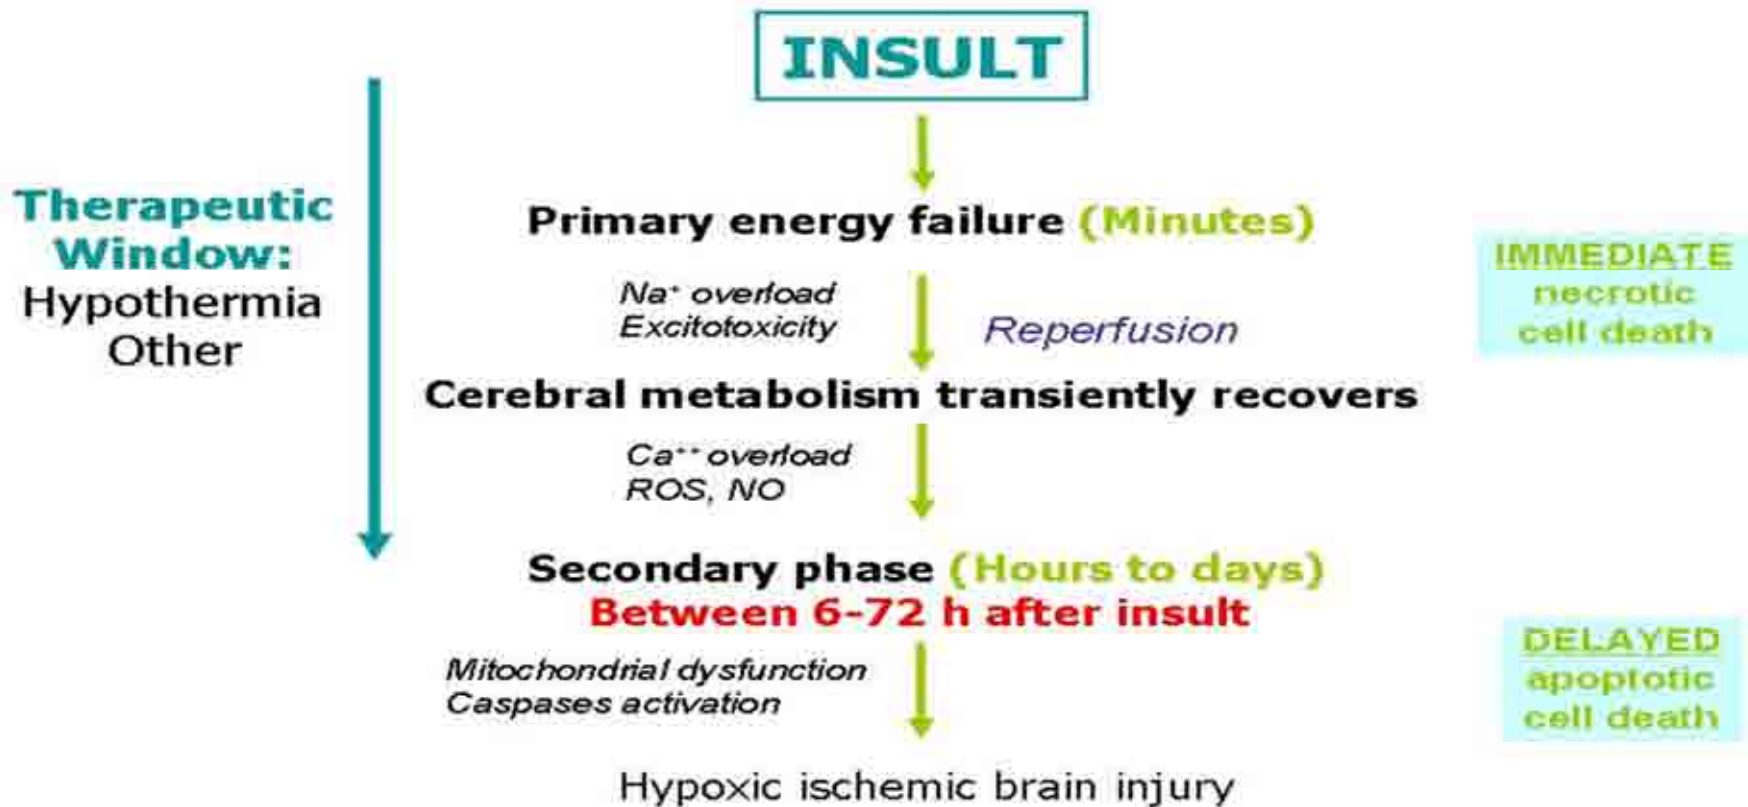 INSULT
Therapeutic
Window:
Hypothermia
Other
Primary energy failure (Minutes)
Na⁺ overload
Excitotoxicity
Reperfusion
IMMEDIATE
necrotic
cell death
Cerebral metabolism transiently recovers
Ca⁺⁺ overload
ROS, NO
Secondary phase (Hours to days)
Between 6-72 h after insult
Mitochondrial dysfunction
Caspases activation
DELAYED
apoptotic
cell death
Hypoxic ischemic brain injury